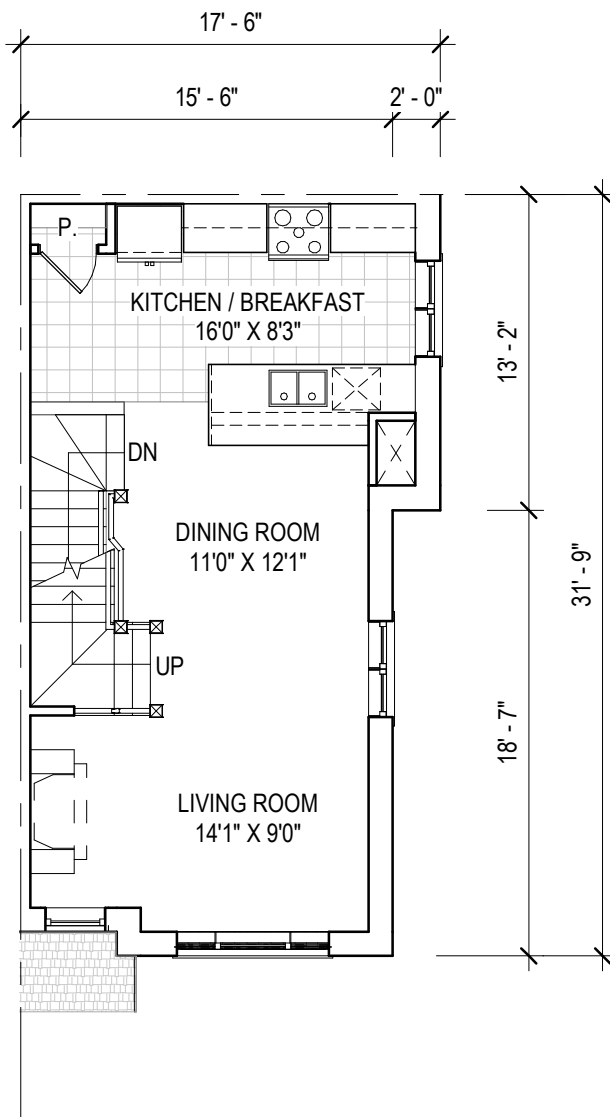 17' - 6"
15' - 6"
2' - 0"
P.
KITCHEN / BREAKFAST
16'0" X 8'3"
13' - 2"
DN
DINING ROOM
11'0" X 12'1"
31' - 9"
UP
18' - 7"
LIVING ROOM
14'1" X 9'0"